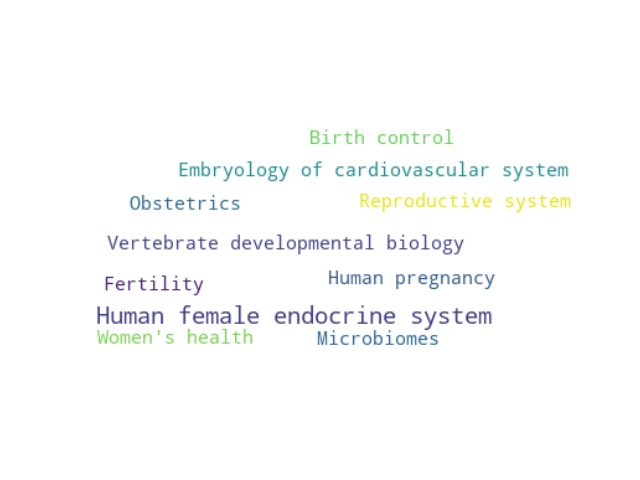 Birth control
Embryology of cardiovascular system
Obstetrics
Reproductive system
Vertebrate developmental biology
Fertility
Human pregnancy
Human female endocrine system
Women's health
Microbiomes